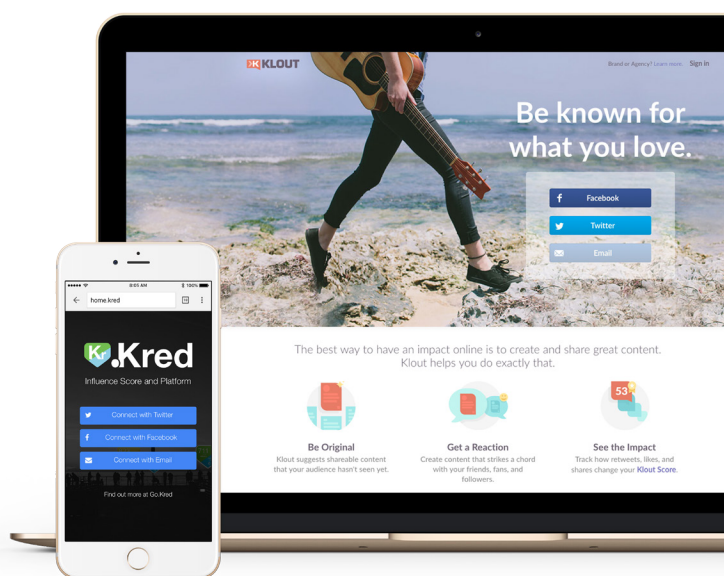 KLOUT
Brand or Agency? Learn more. Sign in
Be known for
what you love.
Facebook
Twitter
Email
The best way to have an impact online is to create and share great content.
Klout helps you do exactly that.
53
Be Original
Klout suggests shareable content
that your audience hasn't seen yet.
Get a Reaction
Create content that strikes a chord
with your friends, fans, and
followers.
See the Impact
Track how retweets, likes, and
shares change your Klout Score.
8:05 AM 100%
home.kred
Kr .Kred
Influence Score and Platform
Connect with Twitter
Connect with Facebook
Connect with Email
Find out more at Go.Kred